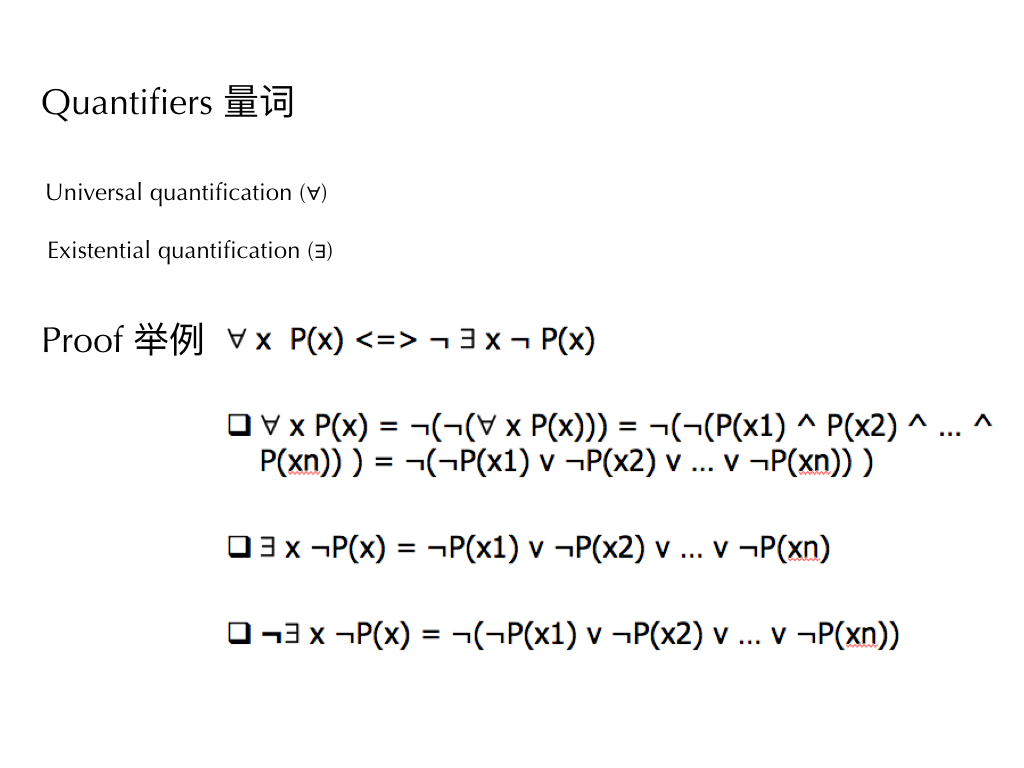 Quantifiers 量词
Universal quantification (∀)
Existential quantification (∃)
Proof 举例 ∀ x P(x) <=> ¬ ∃ x ¬ P(x)
❑ ∀ x P(x) = ¬(¬(∀ x P(x))) = ¬(¬(P(x1) ^ P(x2) ^ ... ^
P(xn)) ) = ¬(¬P(x1) v ¬P(x2) v ... v ¬P(xn)) )
❑ ∃ x ¬P(x) = ¬P(x1) v ¬P(x2) v ... v ¬P(xn)
❑ ¬∃ x ¬P(x) = ¬(¬P(x1) v ¬P(x2) v ... v ¬P(xn))